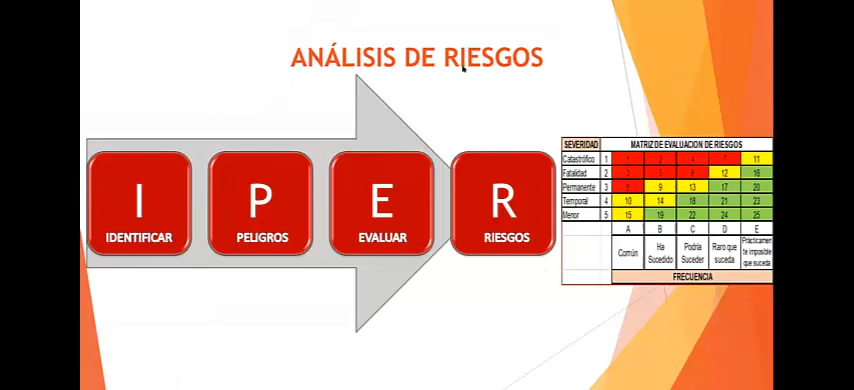 ANÁLISIS DE RIESGOS
I
IDENTIFICAR
P
PELIGROS
E
EVALUAR
R
RIESGOS
SEVERIDAD MATRIZ DE EVALUACION DE RIESGOS
Catastrófico 1 1 2 4 7 11
Fatalidad 2 3 5 8 12 16
Permanente 3 6 9 13 17 20
Temporal 4 10 14 18 21 23
Menor 5 15 19 22 24 25
A B C D E
Común Ha Sucedido Podría Suceder Raro que suceda Prácticamen te imposible que suceda
FRECUENCIA